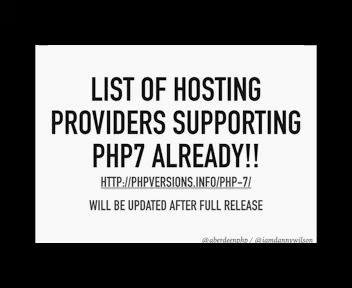 LIST OF HOSTING
PROVIDERS SUPPORTING
PHP7 ALREADY!!
HTTP://PHPVERSIONS.INFO/PHP-7/
WILL BE UPDATED AFTER FULL RELEASE
@aberdeenphp / @iamdannywilson